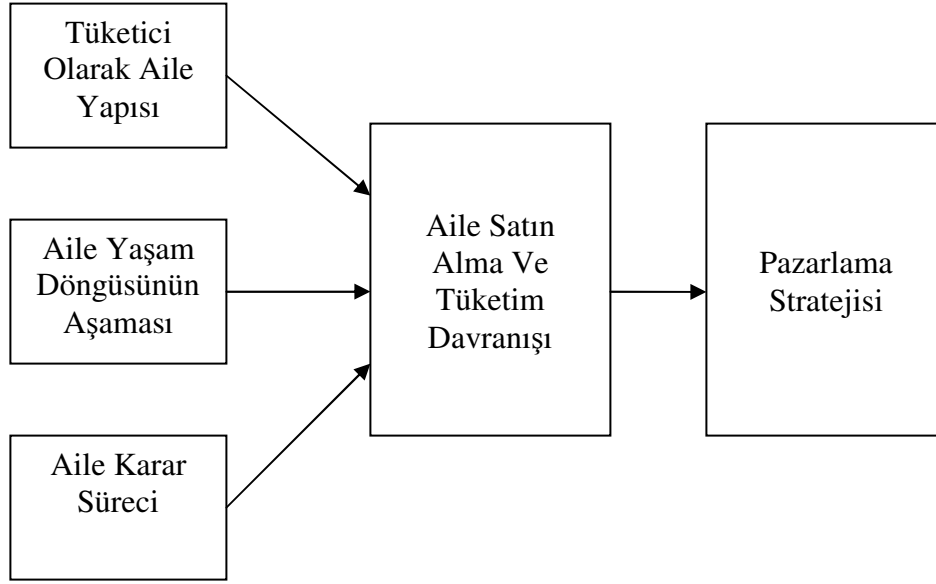 Tüketici
Olarak Aile
Yapısı
Aile Yaşam
Döngüsünün
Aşaması
Aile Karar
Süreci
Aile Satın
Alma Ve
Tüketim
Davranışı
Pazarlama
Stratejisi